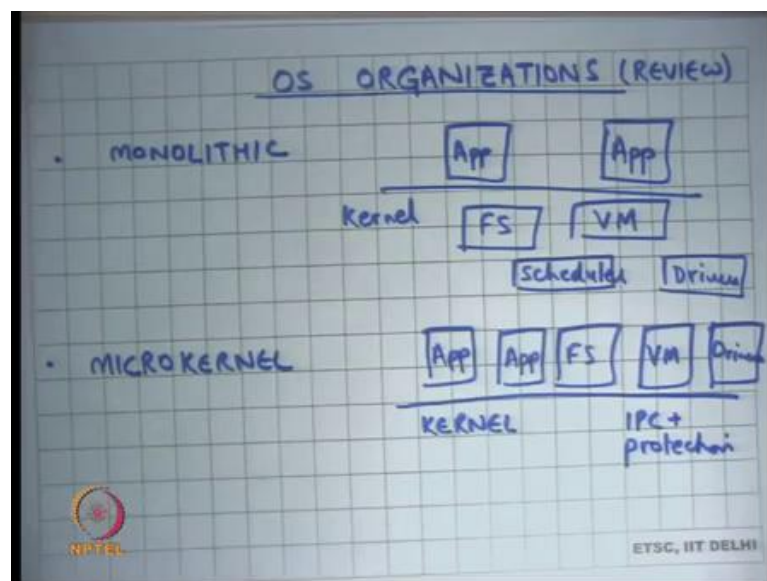 OS ORGANIZATIONS (REVIEW)
• MONOLITHIC App App
Kernel FS VM
Scheduler Drivers
• MICROKERNEL App App FS VM Drivers
KERNEL IPC +
protection
NPTEL ETSC, IIT DELHI